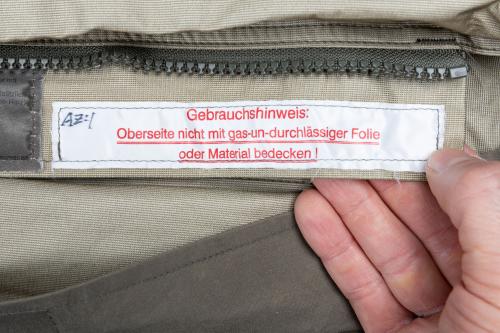 AZ:1
Gebrauchshinweis:
Oberseite nicht mit gas-un-durchlässiger Folie
oder Material bedecken !